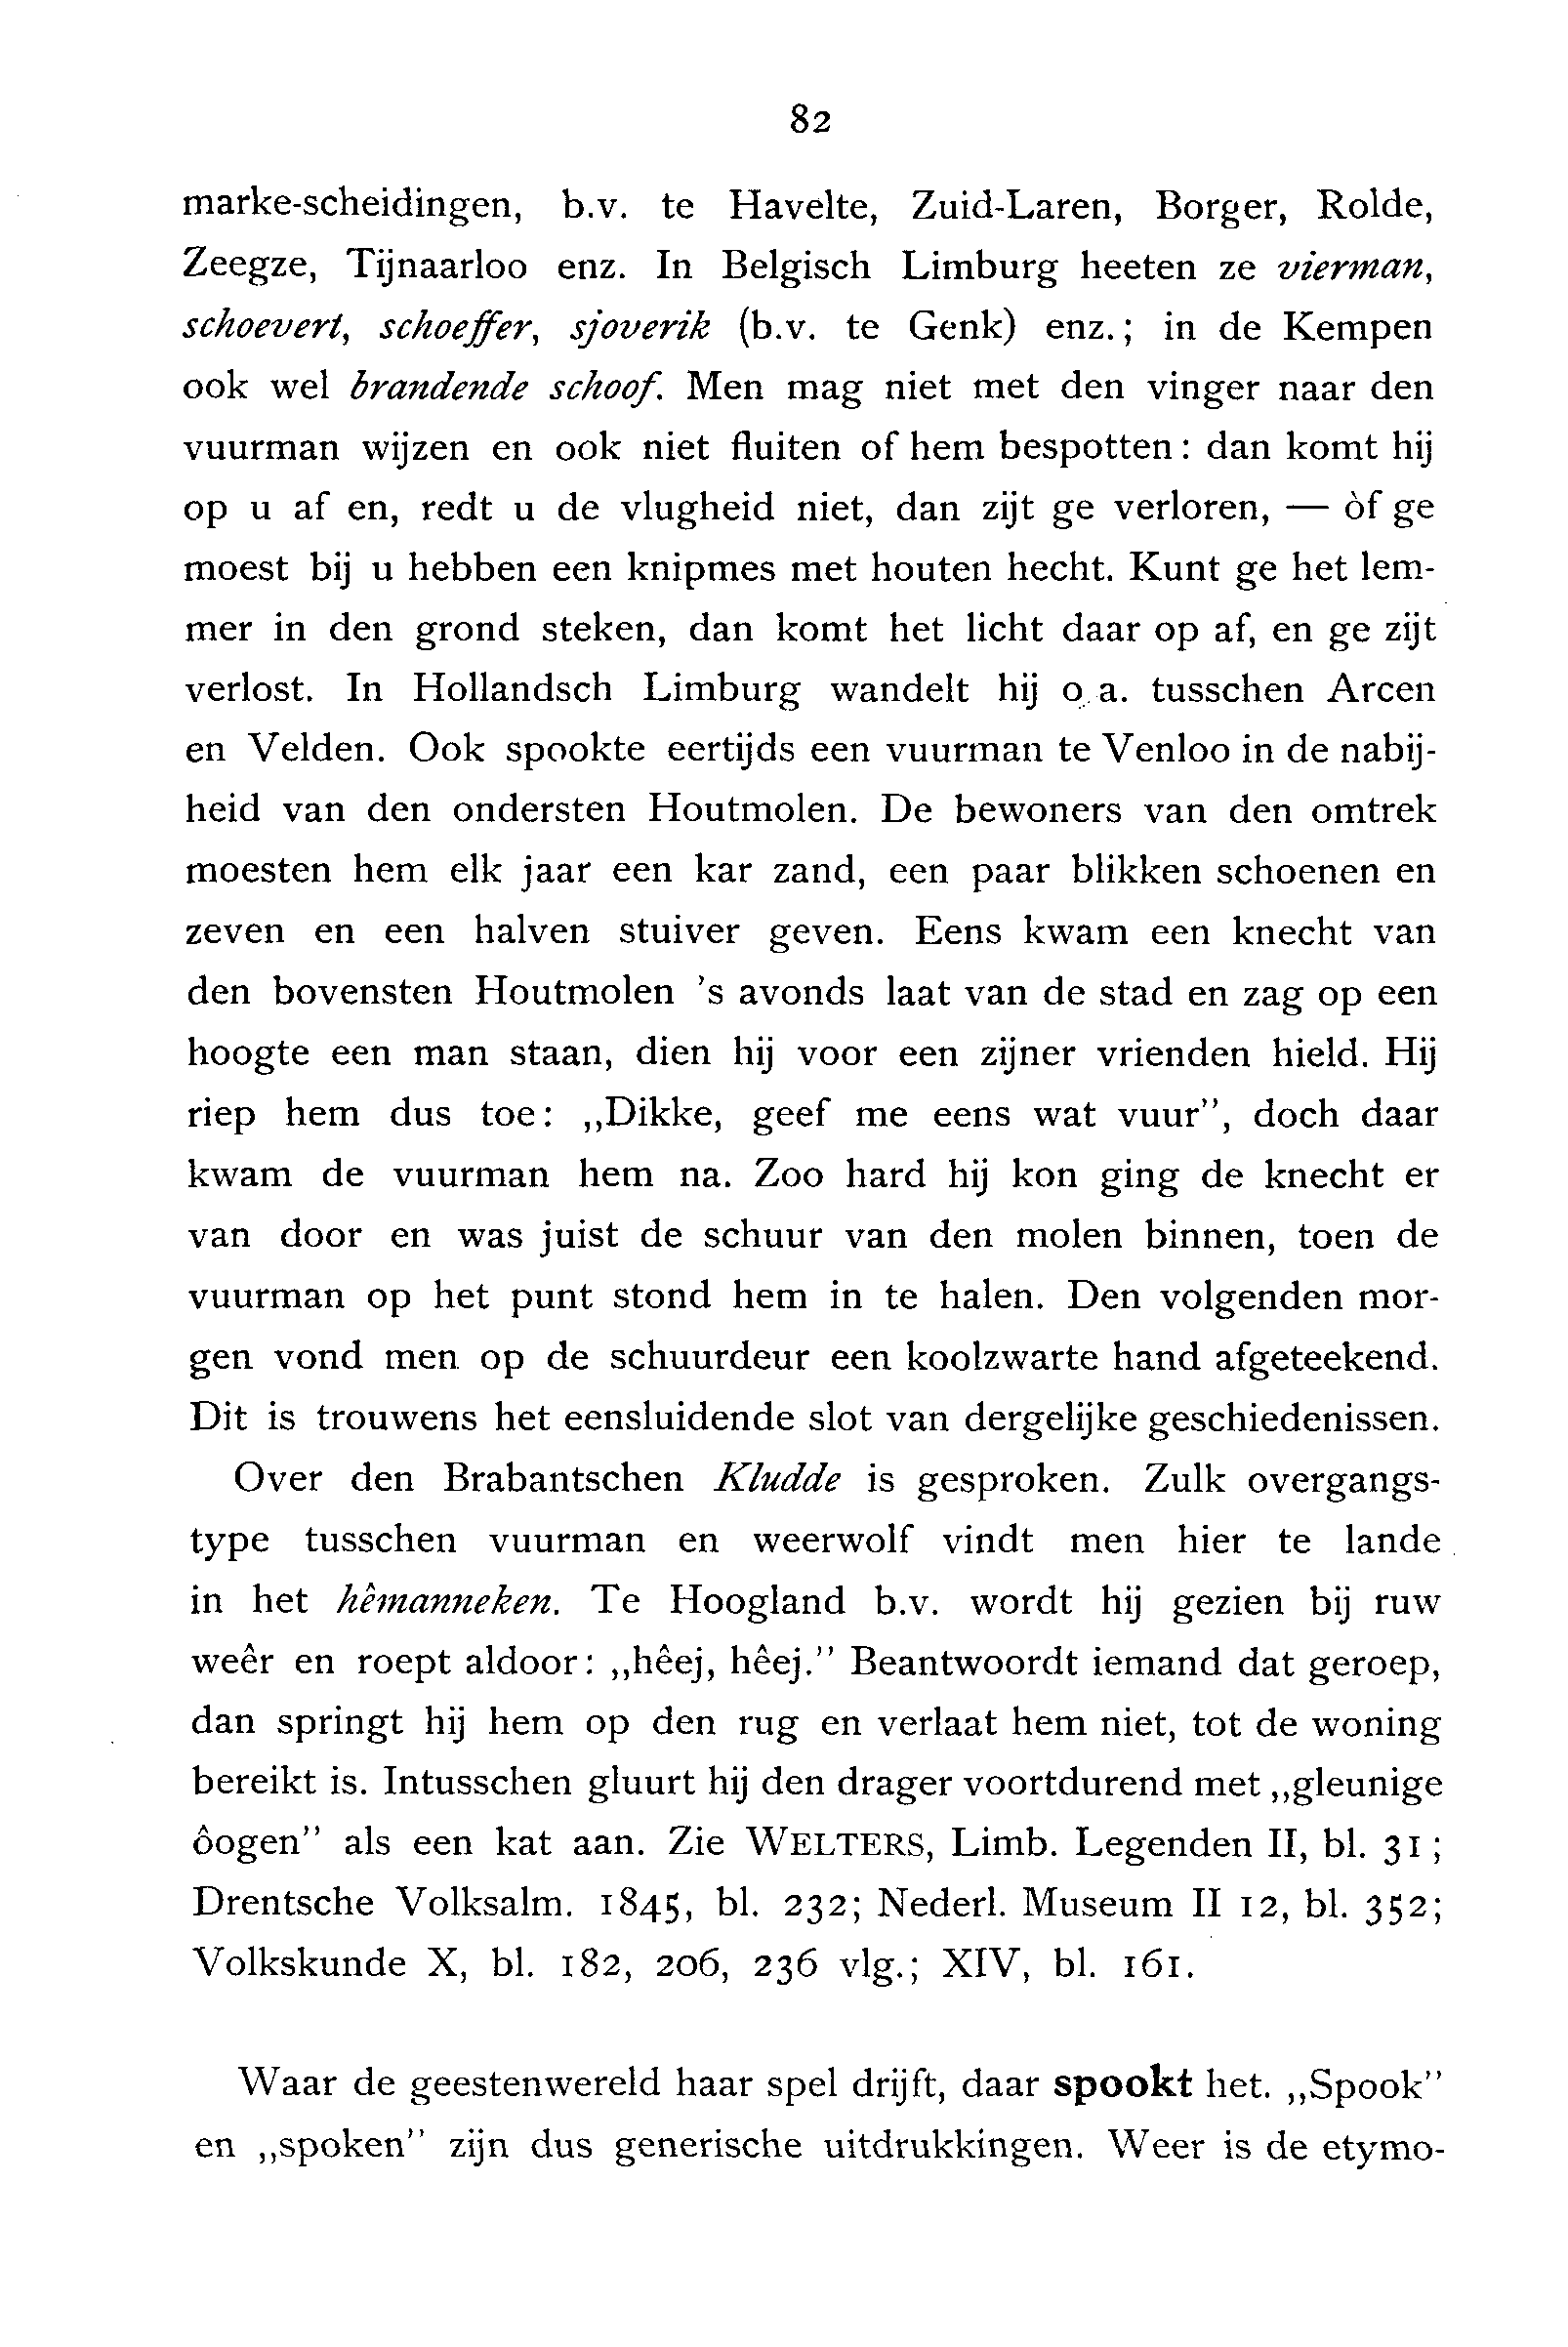 82
marke-scheidingen, b.v. te Havelte, Zuid-Laren, Borger, Rolde,
Zeegze, Tijnaarloo enz. In Belgisch Limburg heeten ze vierman,
schoevert, schoeffer, sjoverik (b.v. te Genk) enz.; in de Kempen
ook wel brandende schoof. Men mag niet met den vinger naar den
vuurman wijzen en ook niet fluiten of hem bespotten: dan komt hij
op u af en, redt u de vlugheid niet, dan zijt ge verloren, — òf ge
moest bij u hebben een knipmes met houten hecht. Kunt ge het lem-
mer in den grond steken, dan komt het licht daar op af, en ge zijt
verlost. In Hollandsch Limburg wandelt hij o.a. tusschen Arcen
en Velden. Ook spookte eertijds een vuurman te Venloo in de nabij-
heid van den ondersten Houtmolen. De bewoners van den omtrek
moesten hem elk jaar een kar zand, een paar blikken schoenen en
zeven en een halven stuiver geven. Eens kwam een knecht van
den bovensten Houtmolen 's avonds laat van de stad en zag op een
hoogte een man staan, dien hij voor een zijner vrienden hield. Hij
riep hem dus toe: „Dikke, geef me eens wat vuur”, doch daar
kwam de vuurman hem na. Zoo hard hij kon ging de knecht er
van door en was juist de schuur van den molen binnen, toen de
vuurman op het punt stond hem in te halen. Den volgenden mor-
gen vond men op de schuurdeur een koolzwarte hand afgeteekend.
Dit is trouwens het eensluidende slot van dergelijke geschiedenissen.
Over den Brabantschen Kludde is gesproken. Zulk overgangs-
type tusschen vuurman en weerwolf vindt men hier te lande
in het hêmanneken. Te Hoogland b.v. wordt hij gezien bij ruw
weêr en roept aldoor: „hêej, hêej.” Beantwoordt iemand dat geroep,
dan springt hij hem op den rug en verlaat hem niet, tot de woning
bereikt is. Intusschen gluurt hij den drager voortdurend met „gleunige
ôogen” als een kat aan. Zie WELTERS, Limb. Legenden II, bl. 31;
Drentsche Volksalm. 1845, bl. 232; Nederl. Museum II 12, bl. 352;
Volkskunde X, bl. 182, 206, 236 vlg.; XIV, bl. 161.
Waar de geestenwereld haar spel drijft, daar spookt het. „Spook”
en „spoken” zijn dus generische uitdrukkingen. Weer is de etymo-